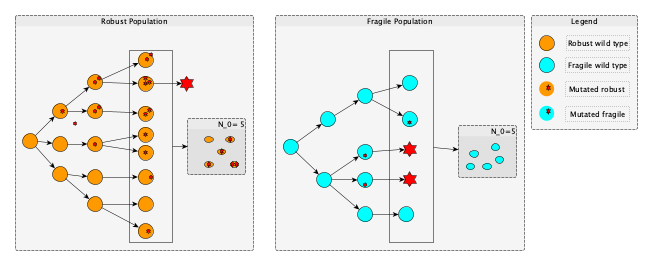 Robust Population
N_0= 5
Fragile Population
N_0=5
Legend
Robust wild type
Fragile wild type
Mutated robust
Mutated fragile